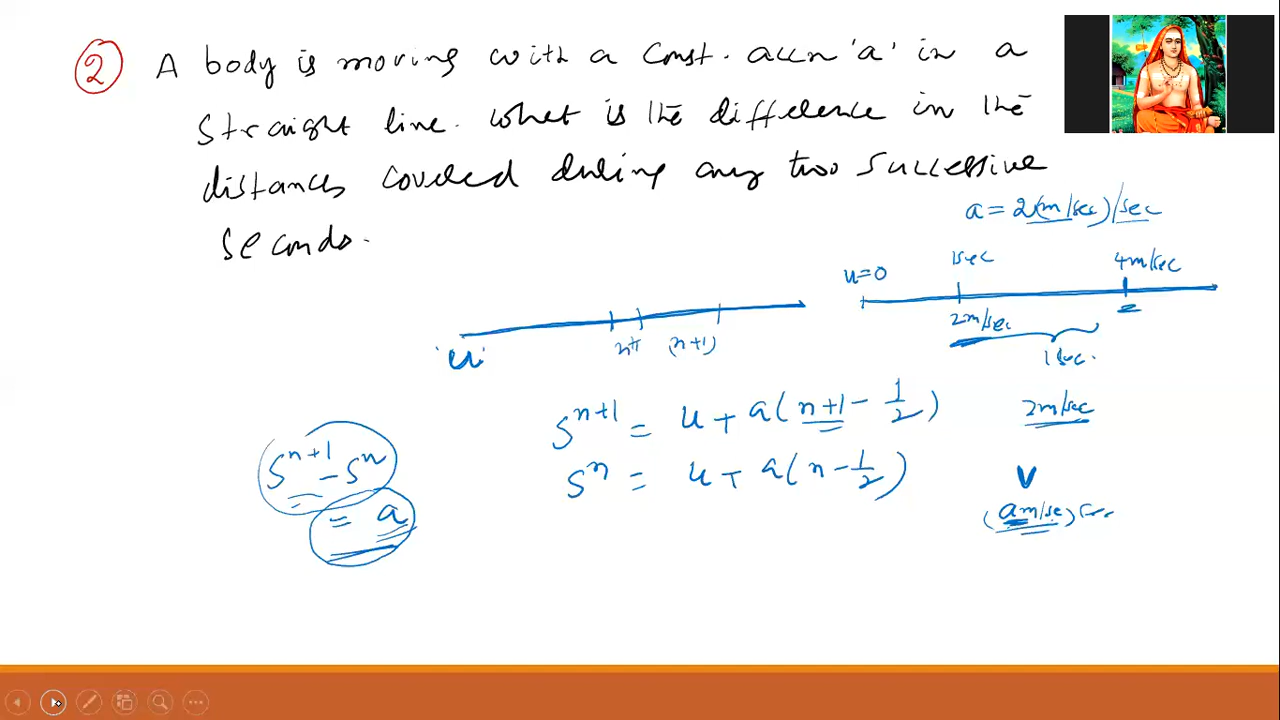 2 A body is moving with a const. accn 'a' in a
straight line. what is the difference in the
distances covered during any two successive
seconds.
a = 2(m/sec)/sec
u=0
1sec
4m/sec
2m/sec
1sec.
'u'
nth
(n+1)
S^{n+1} = u + a(n+1 - 1/2)
2m/sec
S^n = u + a(n - 1/2)
S^{n+1} - S^n
= a
v
(a m/sec) sec